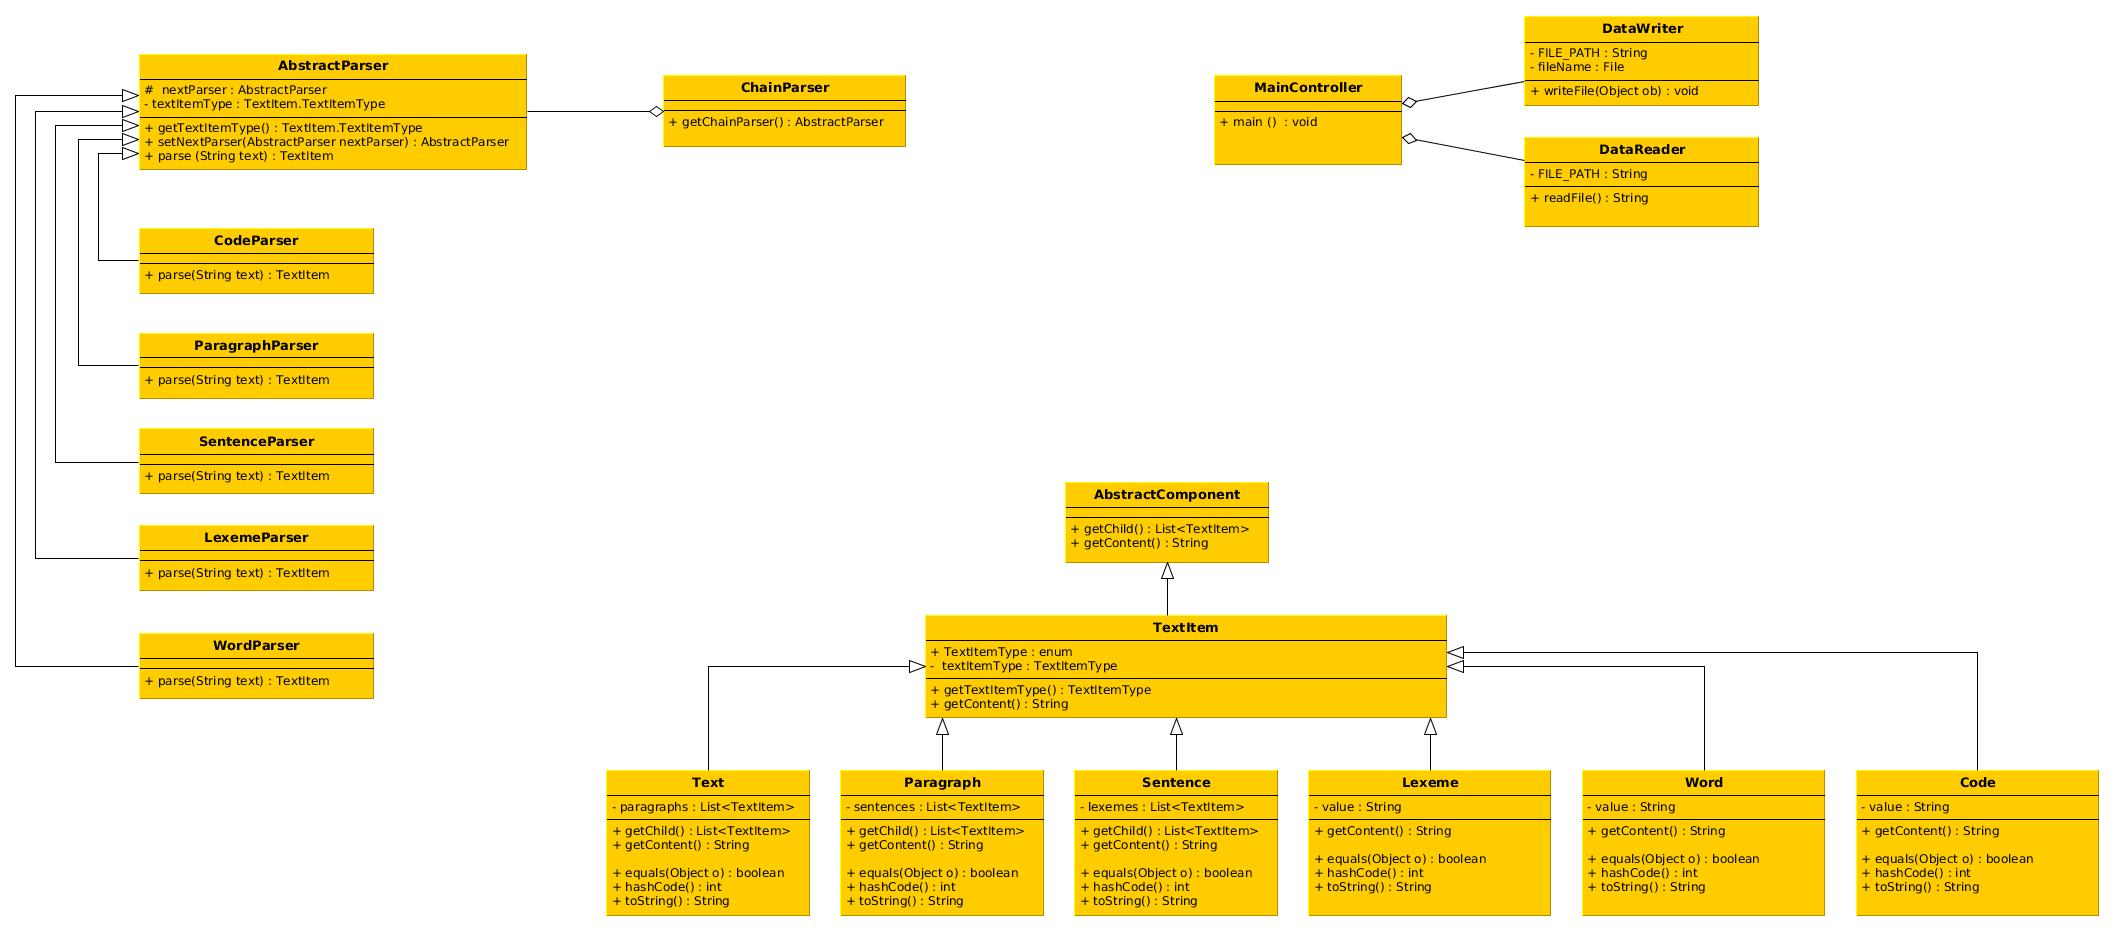 AbstractParser
#  nextParser : AbstractParser
- textItemType : TextItem.TextItemType
+ getTextItemType() : TextItem.TextItemType
+ setNextParser(AbstractParser nextParser) : AbstractParser
+ parse (String text) : TextItem
ChainParser
+ getChainParser() : AbstractParser
MainController
+ main ()  : void
DataWriter
- FILE_PATH : String
- fileName : File
+ writeFile(Object ob) : void
DataReader
- FILE_PATH : String
+ readFile() : String
CodeParser
+ parse(String text) : TextItem
ParagraphParser
+ parse(String text) : TextItem
SentenceParser
+ parse(String text) : TextItem
LexemeParser
+ parse(String text) : TextItem
WordParser
+ parse(String text) : TextItem
AbstractComponent
+ getChild() : List<TextItem>
+ getContent() : String
TextItem
+ TextItemType : enum
-  textItemType : TextItemType
+ getTextItemType() : TextItemType
+ getContent() : String
Text
- paragraphs : List<TextItem>
+ getChild() : List<TextItem>
+ getContent() : String
+ equals(Object o) : boolean
+ hashCode() : int
+ toString() : String
Paragraph
- sentences : List<TextItem>
+ getChild() : List<TextItem>
+ getContent() : String
+ equals(Object o) : boolean
+ hashCode() : int
+ toString() : String
Sentence
- lexemes : List<TextItem>
+ getChild() : List<TextItem>
+ getContent() : String
+ equals(Object o) : boolean
+ hashCode() : int
+ toString() : String
Lexeme
- value : String
+ getContent() : String
+ equals(Object o) : boolean
+ hashCode() : int
+ toString() : String
Word
- value : String
+ getContent() : String
+ equals(Object o) : boolean
+ hashCode() : int
+ toString() : String
Code
- value : String
+ getContent() : String
+ equals(Object o) : boolean
+ hashCode() : int
+ toString() : String